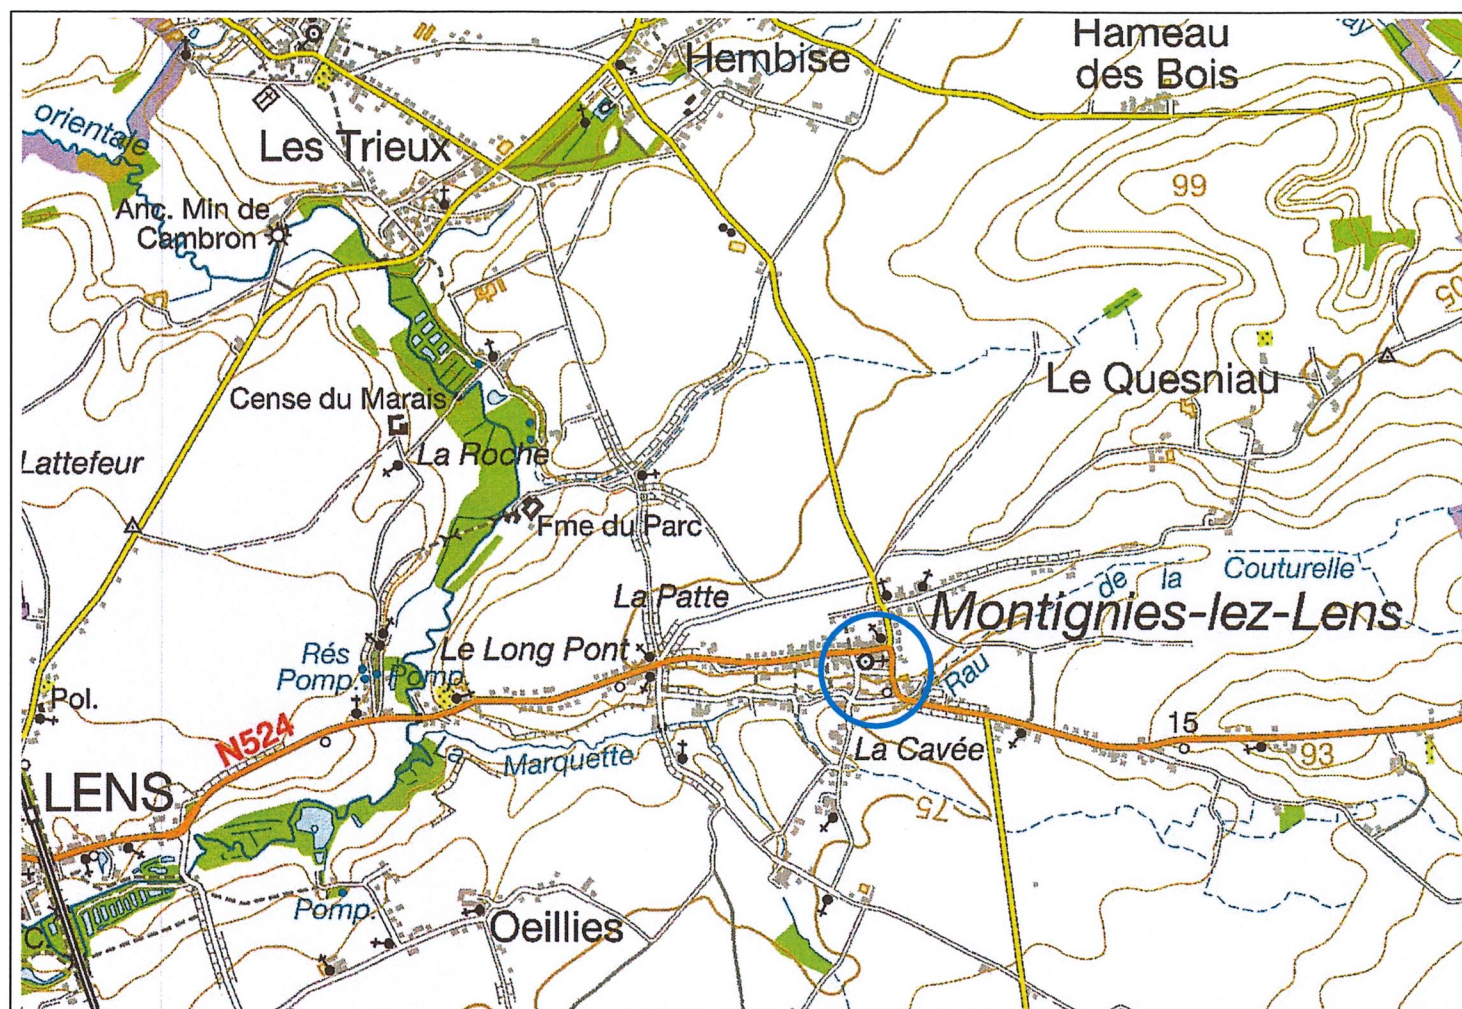 Hameau
des Bois
Hembise
orientale
Les Trieux
99
Anc. Min de
Cambron
Le Quesniau
Cense du Marais
Lattefeur
La Roche
Fme du Parc
de la
Couturelle
La Patte
Montignies-lez-Lens
Rés
Pomp.
Pomp.
Le Long Pont
Rau
Pol.
N524
15
La Cavée
93
la
Marquette
LENS
75
Pomp.
Oeillies
C